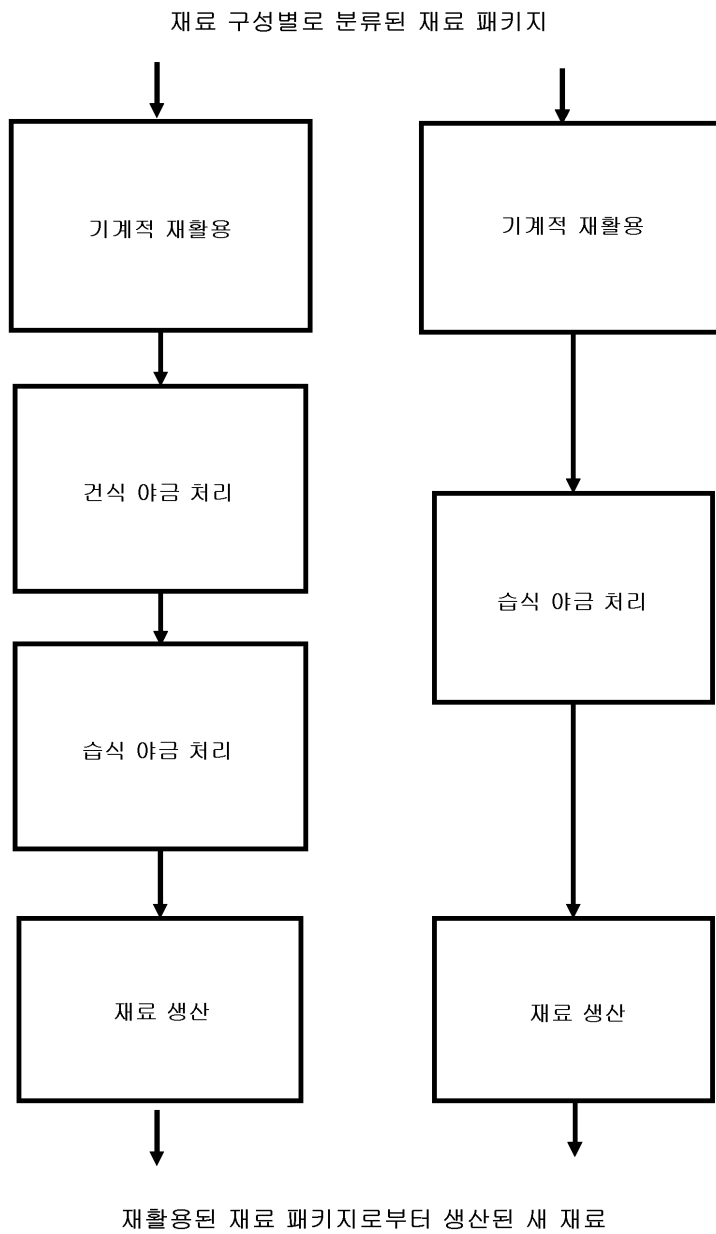 재료 구성별로 분류된 재료 패키지
기계적 재활용
건식 야금 처리
습식 야금 처리
재료 생산
기계적 재활용
습식 야금 처리
재료 생산
재활용된 재료 패키지로부터 생산된 새 재료